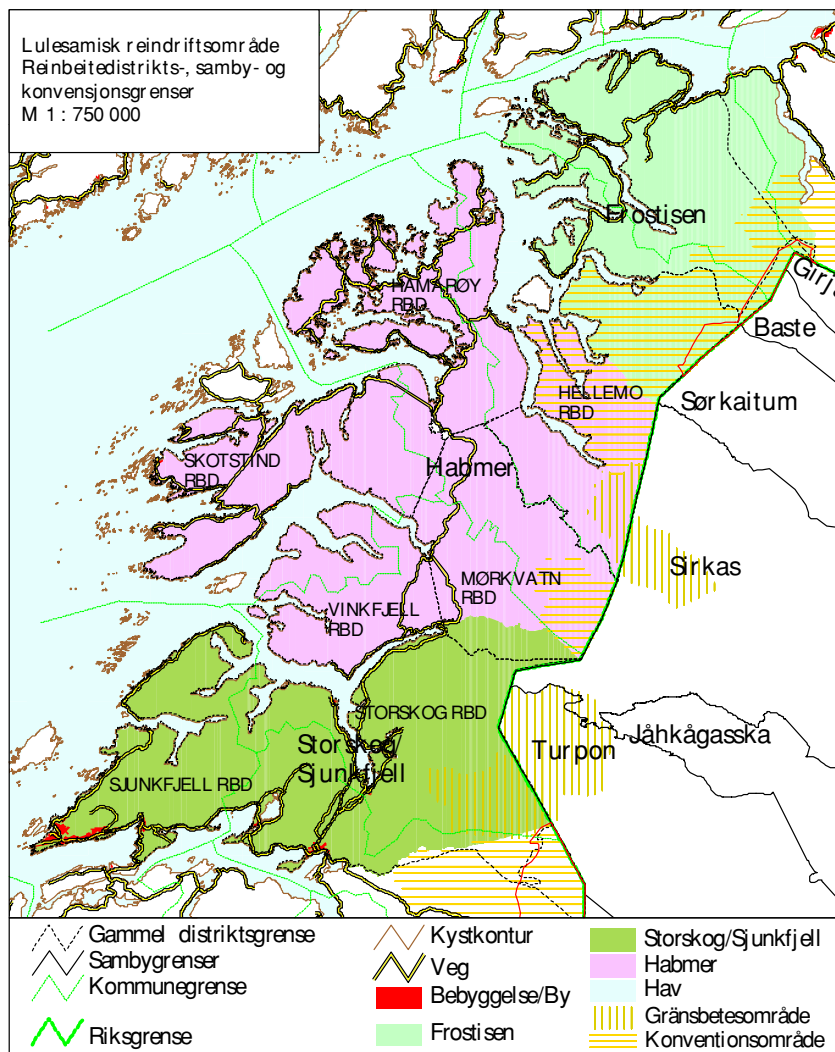 Lulesamisk reindriftsområde
Reinbeitedistrikts-, samby- og
konvensjonsgrenser
M 1 : 750 000
Frostisen
HAMARØY
RBD
Baste
HELLEMO
RBD
Sørkaitum
SKOTSTIND
RBD
Habmer
Sirkas
MØRKVATN
RBD
VINKFJELL
RBD
STORSKOG RBD
Storskog/
Sjunkfjell
Turpon
Jåhkågasska
SJUNKFJELL RBD
Gammel distriktsgrense
Sambygrenser
Kommunegrense
Riksgrense
Kystkontur
Veg
Bebyggelse/By
Frostisen
Storskog/Sjunkfjell
Habmer
Hav
Gränsbetesområde
Konventionsområde